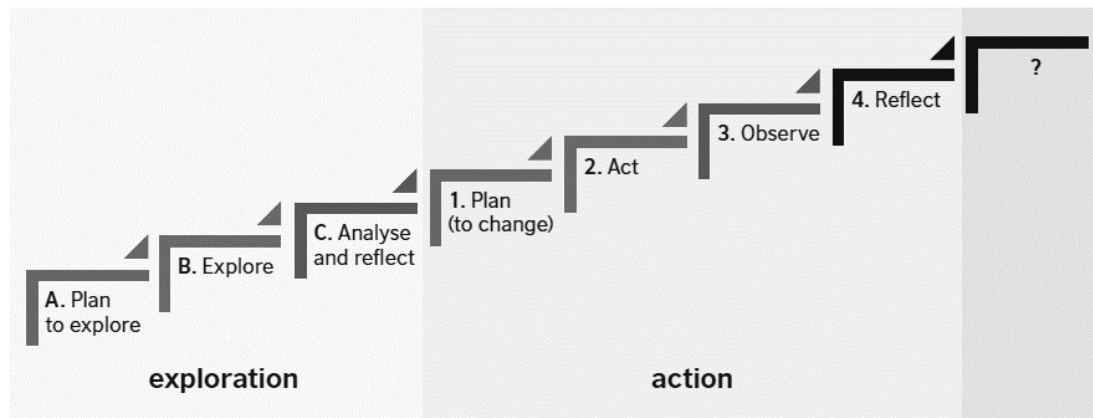 A. Plan
to explore
B. Explore
C. Analyse
and reflect
1. Plan
(to change)
2. Act
3. Observe
4. Reflect
?
exploration
action